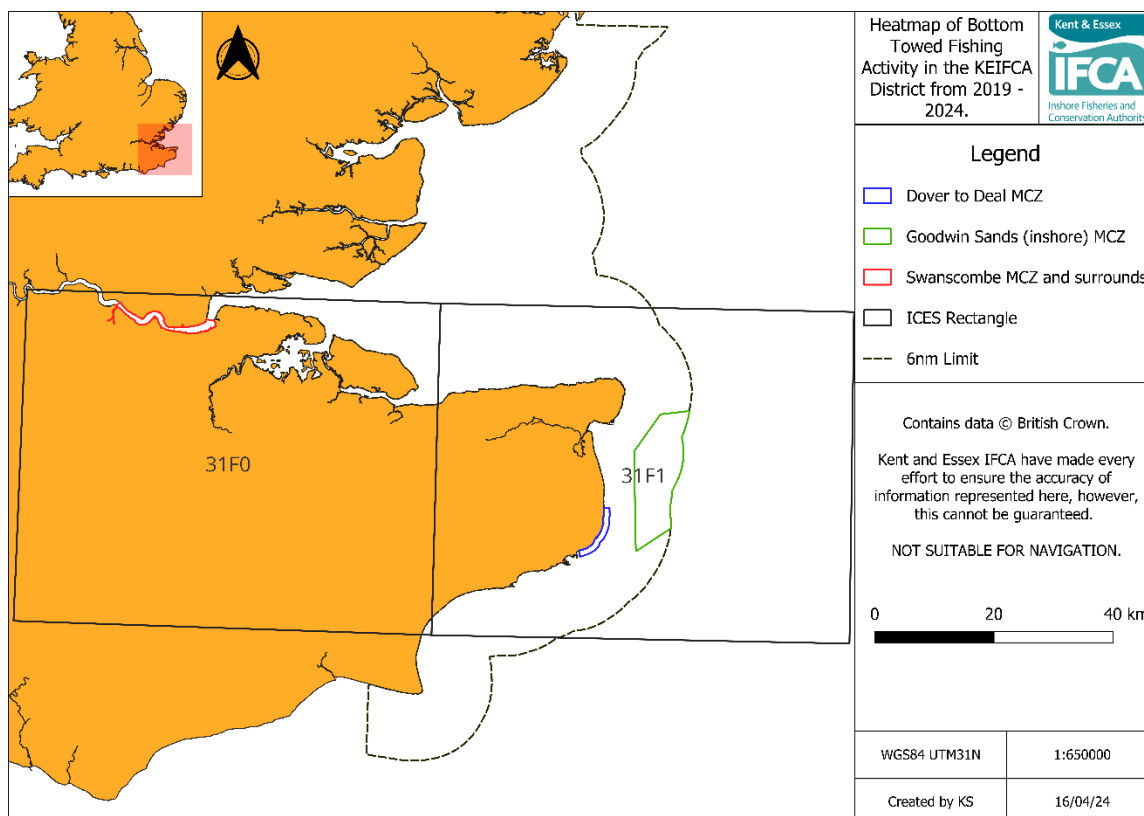 Heatmap of Bottom
Towed Fishing
Activity in the KEIFCA
District from 2019 -
2024.
Kent & Essex
IFCA
Inshore Fisheries and
Conservation Authority
Legend
Dover to Deal MCZ
Goodwin Sands (inshore) MCZ
Swanscombe MCZ and surrounds
ICES Rectangle
6nm Limit
31F0
31F1
Contains data © British Crown.
Kent and Essex IFCA have made every
effort to ensure the accuracy of
information represented here, however,
this cannot be guaranteed.
NOT SUITABLE FOR NAVIGATION.
0 20 40 km
WGS84 UTM31N
1:650000
Created by KS
16/04/24